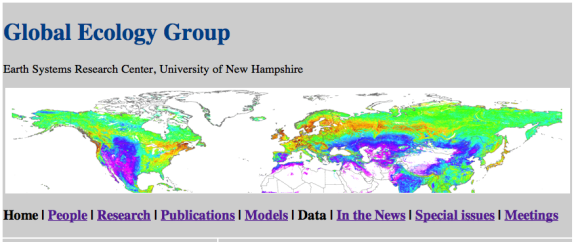 Global Ecology Group
Earth Systems Research Center, University of New Hampshire
Home | People | Research | Publications | Models | Data | In the News | Special issues | Meetings